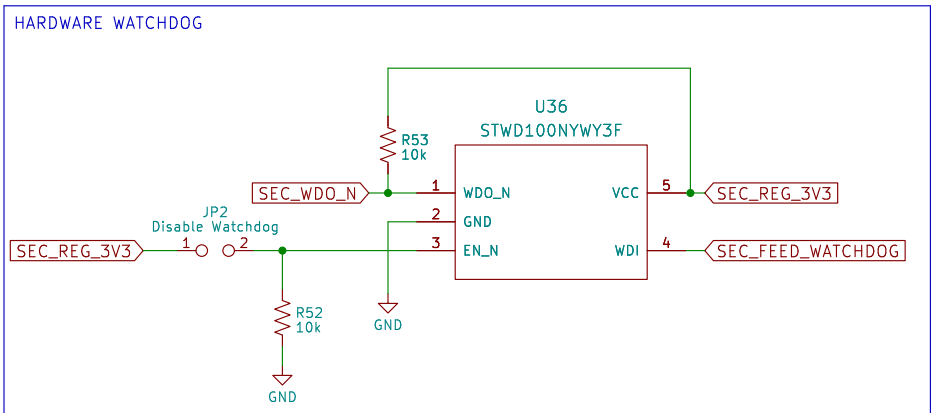 HARDWARE WATCHDOG
U36
STWD100NYWY3F
R53
10k
SEC_WDO_N
1
WDO_N
VCC
5
SEC_REG_3V3
JP2
Disable Watchdog
2
GND
SEC_REG_3V3
1
2
3
EN_N
WDI
4
SEC_FEED_WATCHDOG
R52
10k
GND
GND